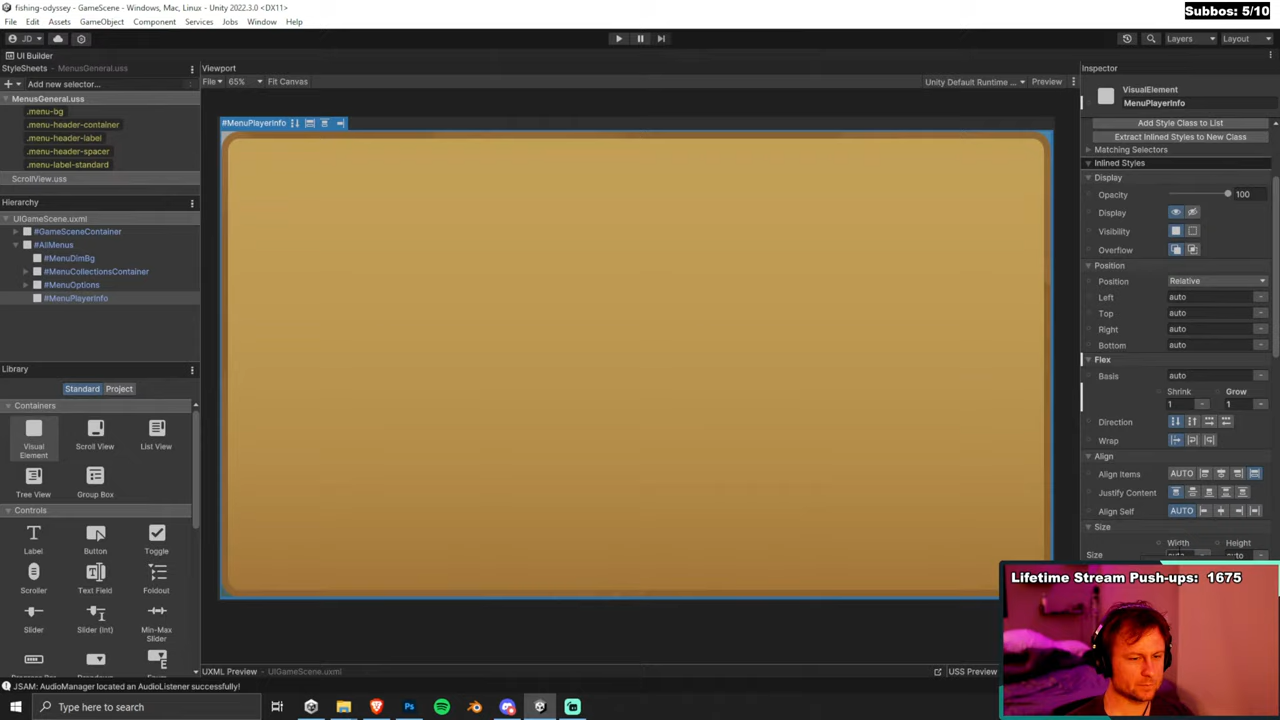 fishing-odyssey - GameScene - Windows, Mac, Linux - Unity 2022.3.0f1 <DX11>
Subbos: 5/10
File Edit Assets GameObject Component Services Jobs Window Help
JD
Layers
Layout
UI Builder
StyleSheets MenusGeneral.uss
Viewport
Inspector
Add new selector...
File 65% Fit Canvas
Unity Default Runtime ...
Preview
VisualElement
MenuPlayerInfo
MenusGeneral.uss
.menu-bg
.menu-header-container
.menu-header-label
.menu-header-spacer
.menu-label-standard
ScrollView.uss
#MenuPlayerInfo
Add Style Class to List
Extract Inlined Styles to New Class
Matching Selectors
Inlined Styles
Display
Opacity 100
Display
Visibility
Overflow
Position
Position Relative
Left auto
Top auto
Right auto
Bottom auto
Flex
Basis auto
Shrink Grow
1 1
Direction
Wrap
Align
Align Items AUTO
Justify Content
Align Self AUTO
Size
Width Height
Size auto
Hierarchy
UIGameScene.uxml
#GameSceneContainer
#AllMenus
#MenuDimBg
#MenuCollectionsContainer
#MenuOptions
#MenuPlayerInfo
Library
Standard Project
Containers
Visual Element
Scroll View
List View
Tree View
Group Box
Controls
Label
Button
Toggle
Scroller
Text Field
Foldout
Slider
Slider (Int)
Min-Max Slider
Lifetime Stream Push-ups: 1675
UXML Preview UIGameScene.uxml
USS Preview
JSAM: AudioManager located an AudioListener successfully!
Type here to search